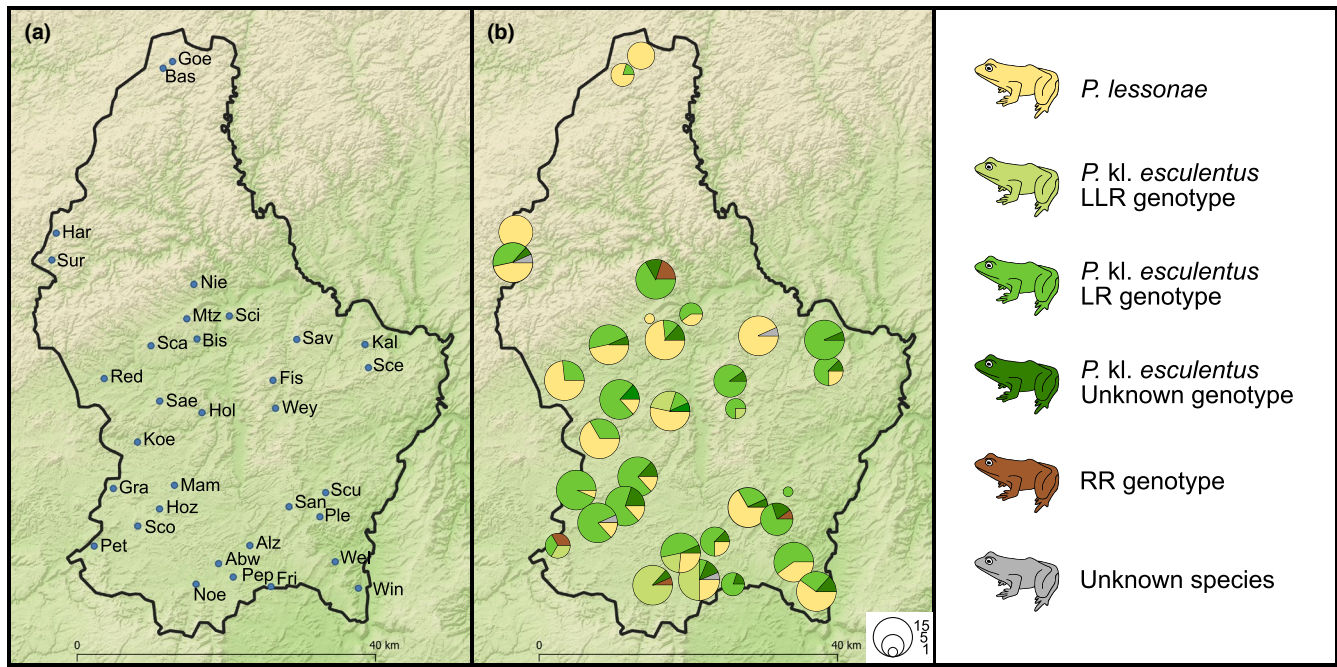 (a)
Goe
Bas
Har
Sur
Nie
Mtz
Sci
Sca
Bis
Sav
Kal
Sce
Red
Fis
Sae
Hol
Wey
Koe
Gra
Mam
Scu
San
Hoz
Ple
Sco
Pet
Alz
Abw
Wel
Pep
Fri
Noe
Win
0
40 km
(b)
0
40 km
15
5
1
P. lessonae
P. kl. esculentus
LLR genotype
P. kl. esculentus
LR genotype
P. kl. esculentus
Unknown genotype
RR genotype
Unknown species